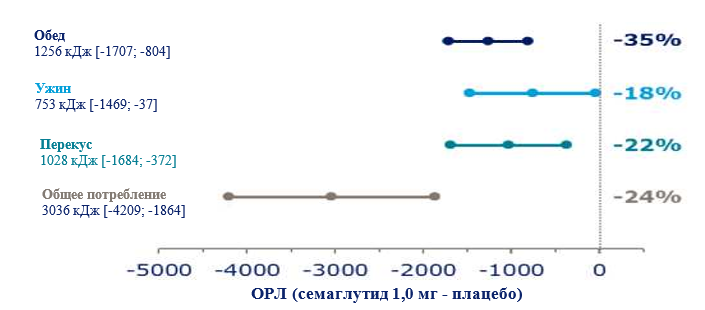 Обед
1256 кДж [-1707; -804]
-35%
Ужин
753 кДж [-1469; -37]
-18%
Перекус
1028 кДж [-1684; -372]
-22%
Общее потребление
3036 кДж [-4209; -1864]
-24%
-5000 -4000 -3000 -2000 -1000 0
ОРЛ (семаглутид 1,0 мг - плацебо)